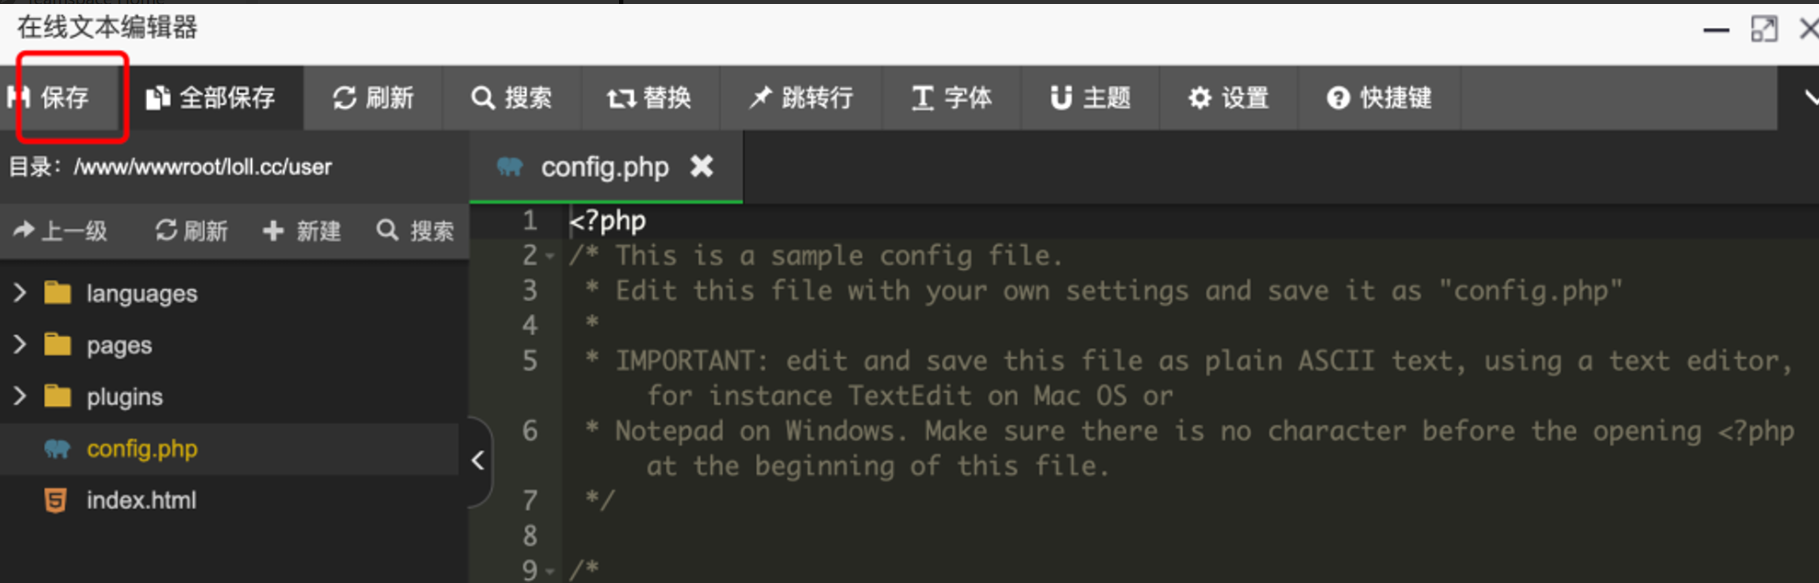 在线文本编辑器
保存 全部保存 刷新 搜索 替换 跳转行 字体 主题 设置 快捷键
目录: /www/wwwroot/loll.cc/user
config.php
上一级 刷新 新建 搜索
languages
pages
plugins
config.php
index.html
1 <?php
2 /* This is a sample config file.
3 * Edit this file with your own settings and save it as "config.php"
4 *
5 * IMPORTANT: edit and save this file as plain ASCII text, using a text editor,
for instance TextEdit on Mac OS or
6 * Notepad on Windows. Make sure there is no character before the opening <?php
at the beginning of this file.
7 */
8
9 /*